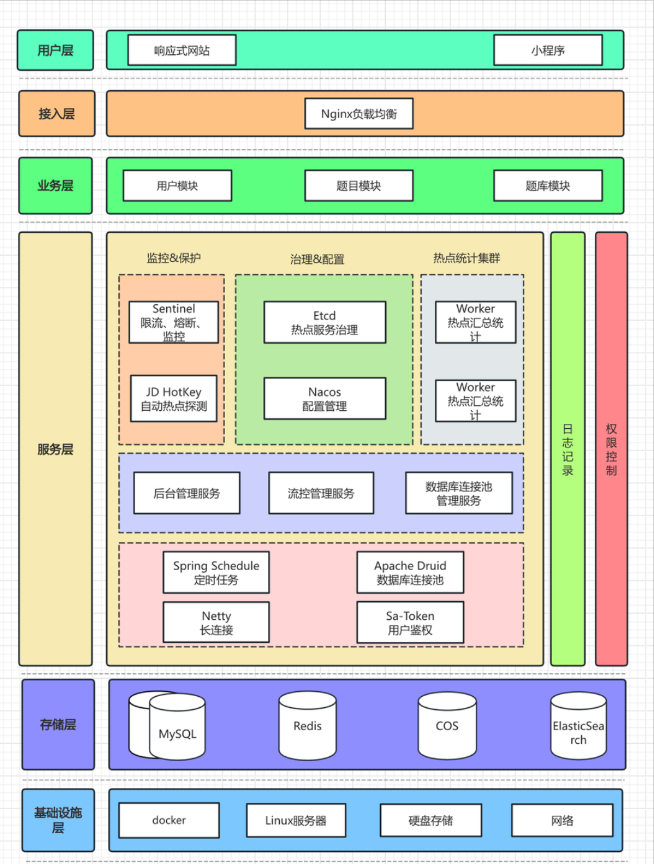 用户层
响应式网站
小程序
接入层
Nginx负载均衡
业务层
用户模块
题目模块
题库模块
服务层
监控&保护
治理&配置
热点统计集群
Sentinel
限流、熔断、
监控
Etcd
热点服务治理
Worker
热点汇总统
计
JD HotKey
自动热点探测
Nacos
配置管理
Worker
热点汇总统
计
后台管理服务
流控管理服务
数据库连接池
管理服务
Spring Schedule
定时任务
Apache Druid
数据库连接池
Netty
长连接
Sa-Token
用户鉴权
日志记录
权限控制
存储层
MySQL
Redis
COS
ElasticSea
rch
基础设施
层
docker
Linux服务器
硬盘存储
网络